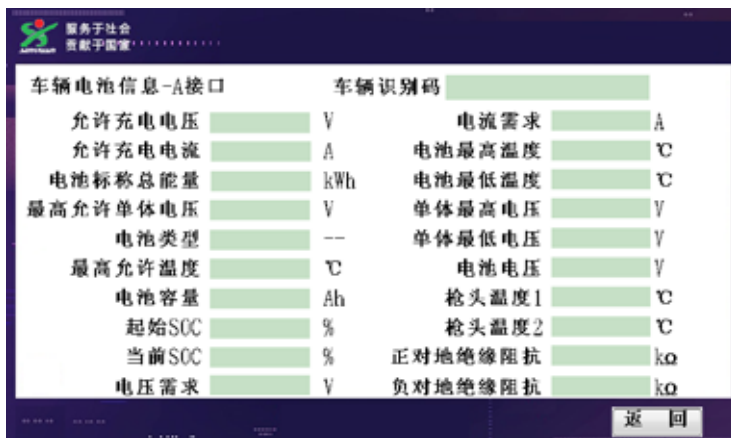 服务于社会
贡献于国家
车辆电池信息-A接口 车辆识别码
允许充电电压 V 电流需求 A
允许充电电流 A 电池最高温度 ℃
电池标称总能量 kWh 电池最低温度 ℃
最高允许单体电压 V 单体最高电压 V
电池类型 -- 单体最低电压 V
最高允许温度 ℃ 电池电压 V
电池容量 Ah 枪头温度1 ℃
起始SOC % 枪头温度2 ℃
当前SOC % 正对地绝缘阻抗 kΩ
电压需求 V 负对地绝缘阻抗 kΩ
返 回